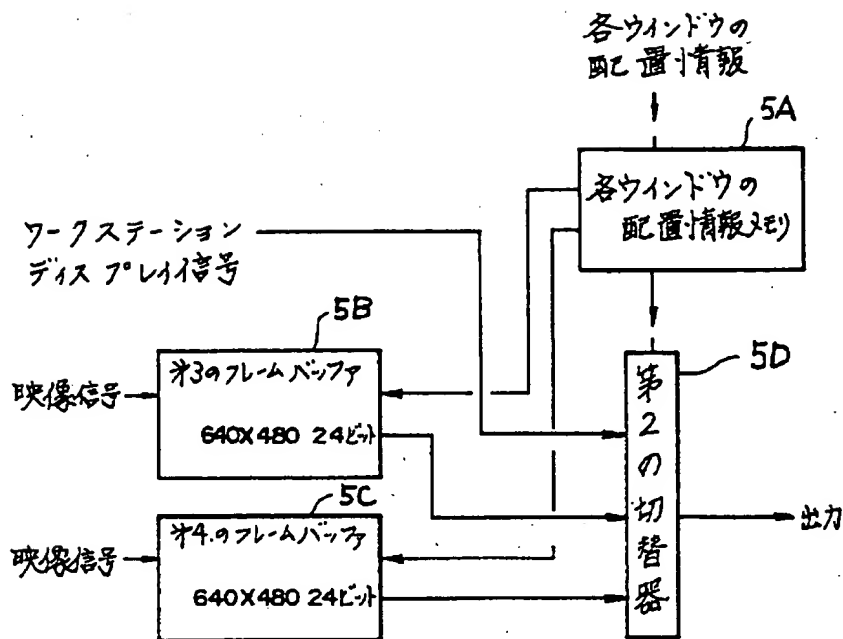 各ウインドウの
配置情報
5A
各ウインドウの
配置情報メモリ
ワークステーション
ディスプレイイ信号
5B
5D
映像信号
第3のフレームバッファ
640X480 24ビット
第2の切替器
5C
出力
映像信号
第4.のフレームバッファ
640X480 24ビット